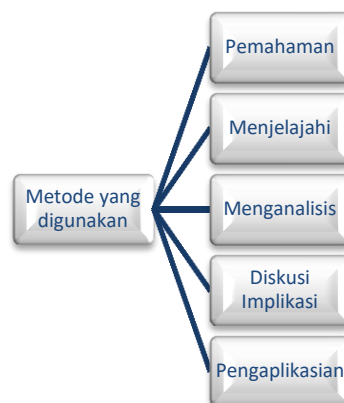 Pemahaman
Menjelajahi
Metode yang
digunakan
Menganalisis
Diskusi
Implikasi
Pengaplikasian